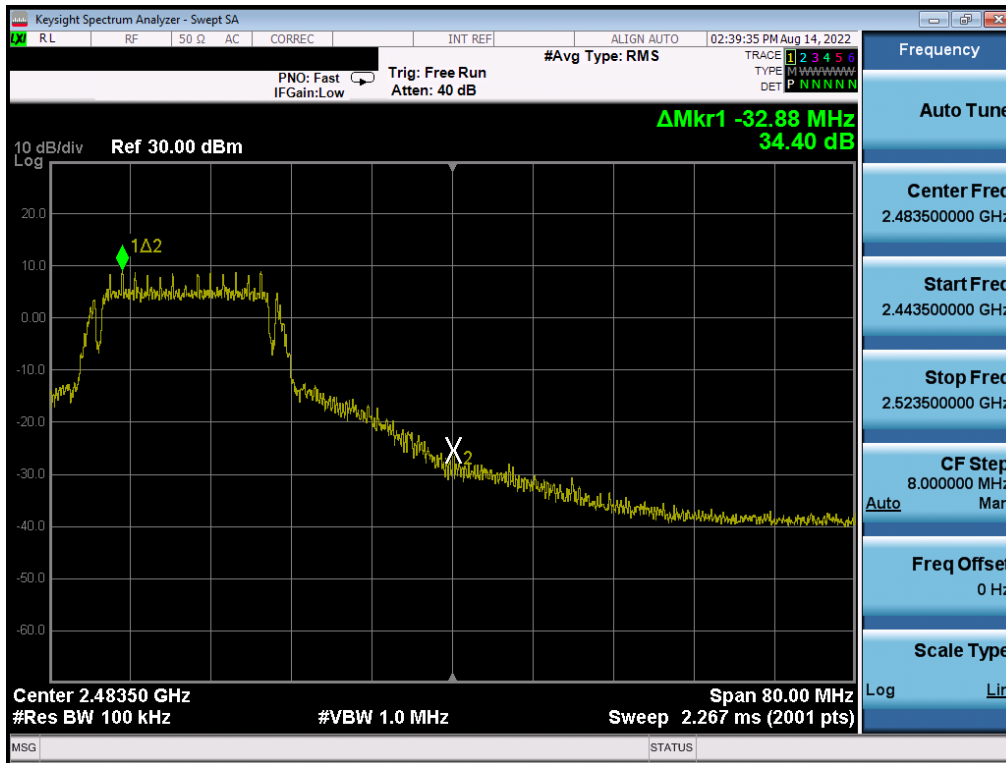 Keysight Spectrum Analyzer - Swept SA
LXI RL RF 50 Ω AC CORREC INT REF ALIGN AUTO 02:39:35 PM Aug 14, 2022
#Avg Type: RMS TRACE 1 2 3 4 5 6
PNO: Fast Trig: Free Run TYPE M WWWWW
IFGain:Low Atten: 40 dB DET P N N N N N
ΔMkr1 -32.88 MHz
34.40 dB
10 dB/div Ref 30.00 dBm
Log
20.0
1Δ2
10.0
0.00
-10.0
-20.0
X2
-30.0
-40.0
-50.0
-60.0
Center 2.48350 GHz Span 80.00 MHz
#Res BW 100 kHz #VBW 1.0 MHz Sweep 2.267 ms (2001 pts)
MSG STATUS
Frequency
Auto Tune
Center Freq
2.483500000 GHz
Start Freq
2.443500000 GHz
Stop Freq
2.523500000 GHz
CF Step
8.000000 MHz
Auto Man
Freq Offset
0 Hz
Scale Type
Log Lin